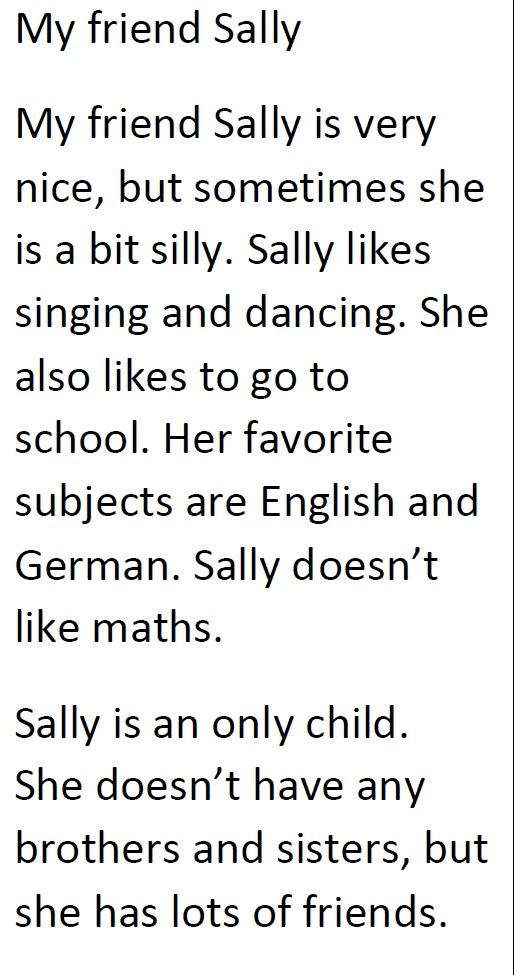 My friend Sally
My friend Sally is very
nice, but sometimes she
is a bit silly. Sally likes
singing and dancing. She
also likes to go to
school. Her favorite
subjects are English and
German. Sally doesn’t
like maths.
Sally is an only child.
She doesn’t have any
brothers and sisters, but
she has lots of friends.